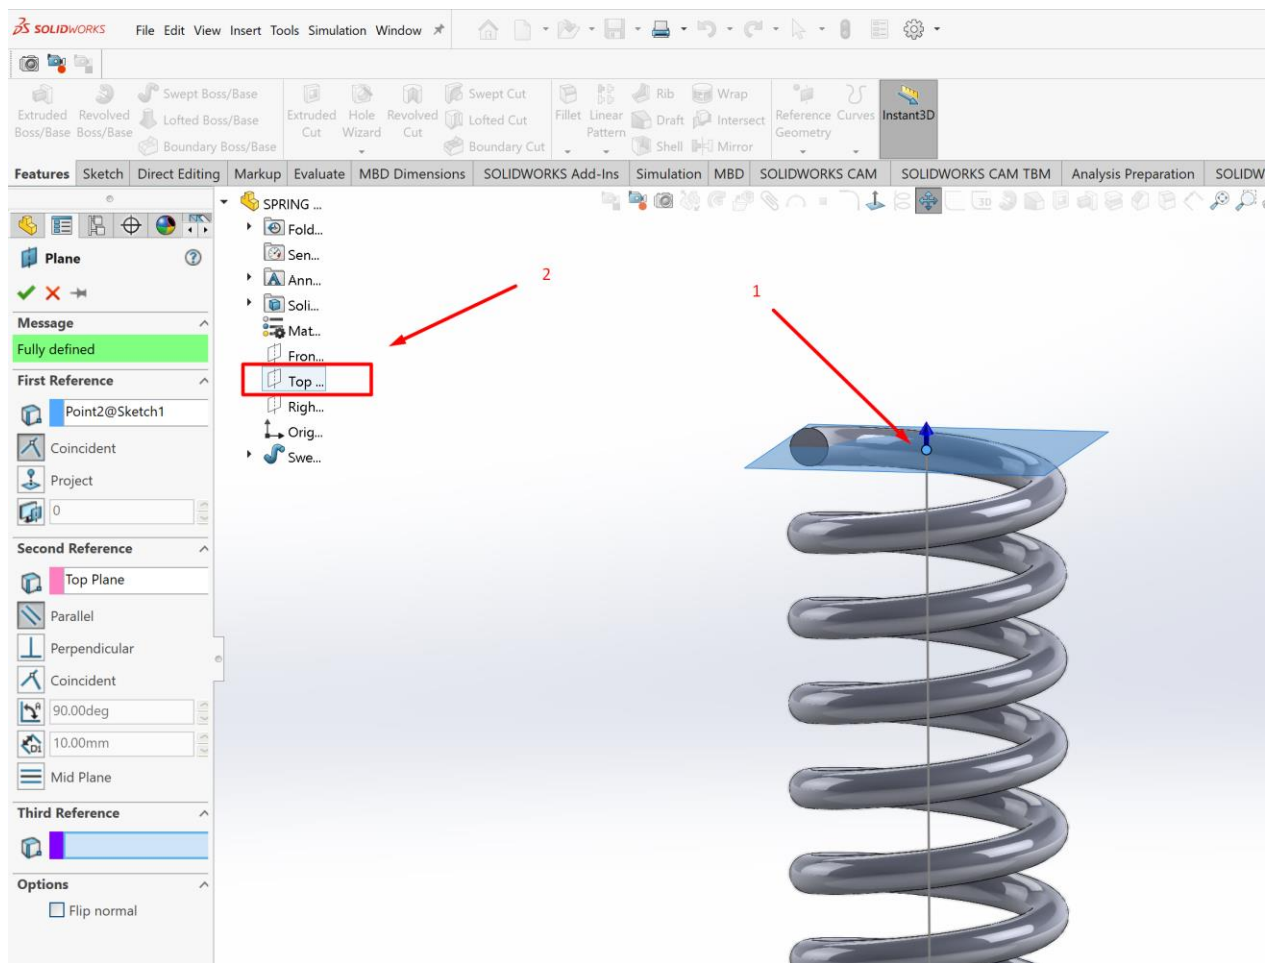 SOLIDWORKS File Edit View Insert Tools Simulation Window
Extruded Boss/Base
Revolved Boss/Base
Swept Boss/Base
Lofted Boss/Base
Boundary Boss/Base
Extruded Cut
Hole Wizard
Revolved Cut
Swept Cut
Lofted Cut
Boundary Cut
Fillet
Linear Pattern
Rib
Draft
Shell
Wrap
Intersect
Mirror
Reference Geometry
Curves
Instant3D
Features Sketch Direct Editing Markup Evaluate MBD Dimensions SOLIDWORKS Add-Ins Simulation MBD SOLIDWORKS CAM SOLIDWORKS CAM TBM Analysis Preparation SOLIDW
Plane
Message
Fully defined
First Reference
Point2@Sketch1
Coincident
Project
0
Second Reference
Top Plane
Parallel
Perpendicular
Coincident
90.00deg
10.00mm
Mid Plane
Third Reference
Options
Flip normal
SPRING ...
Fold...
Sen...
Ann...
Soli...
Mat...
Fron...
Top ...
Righ...
Orig...
Swe...
2
1